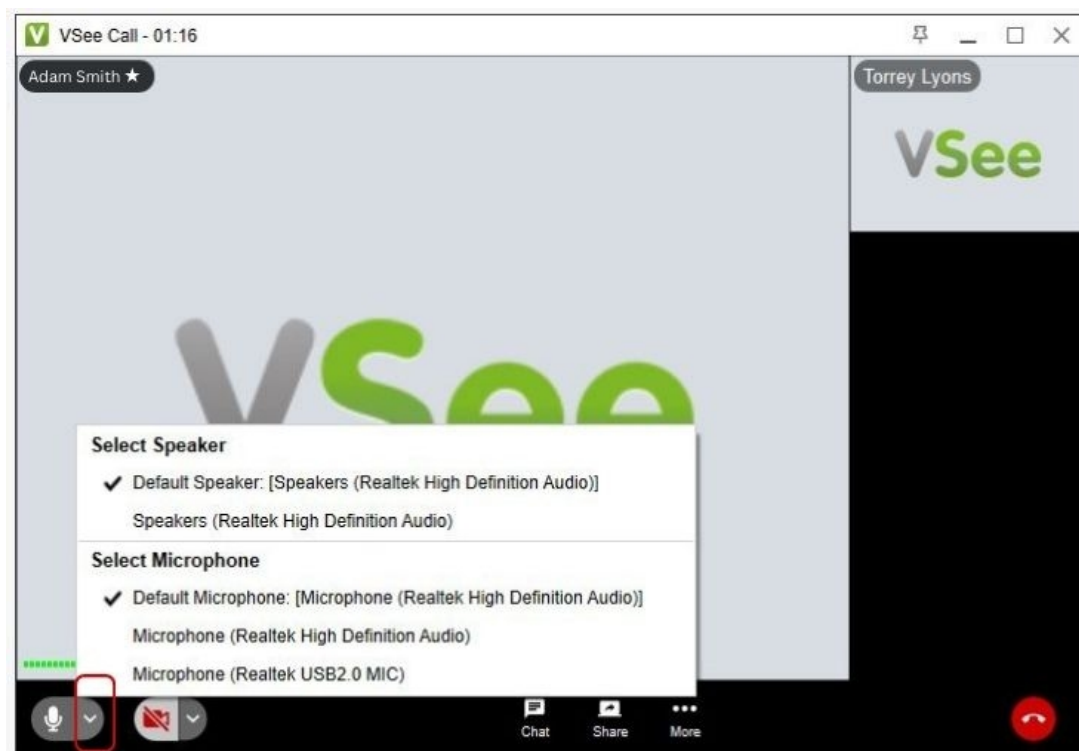 VSee Call - 01:16
Adam Smith ★
Torrey Lyons
VSee
VSee
Select Speaker
✔ Default Speaker: [Speakers (Realtek High Definition Audio)]
Speakers (Realtek High Definition Audio)
Select Microphone
✔ Default Microphone: [Microphone (Realtek High Definition Audio)]
Microphone (Realtek High Definition Audio)
Microphone (Realtek USB2.0 MIC)
Chat
Share
More